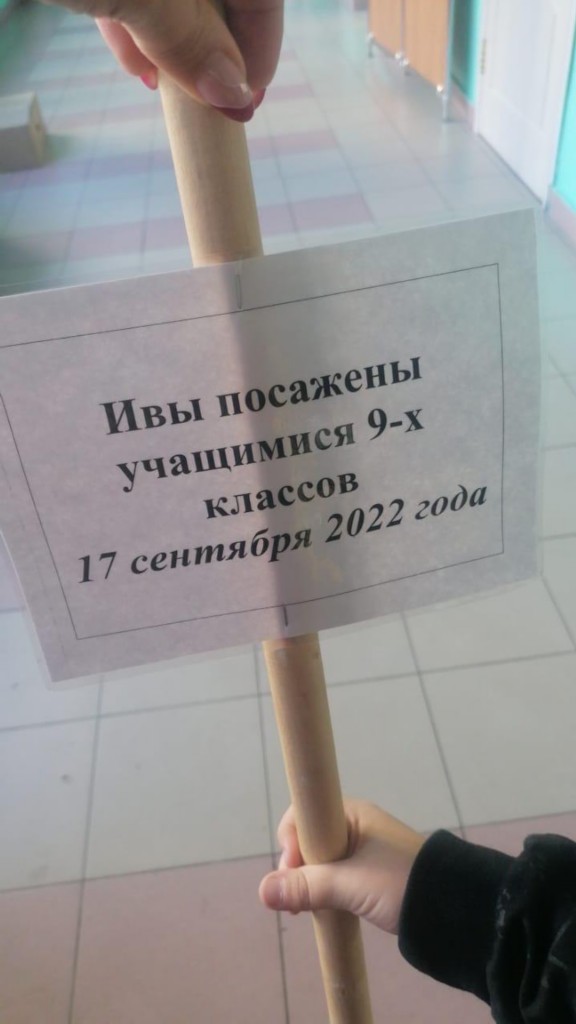 Ивы посажены
учащимися 9-х
классов
17 сентября 2022 года